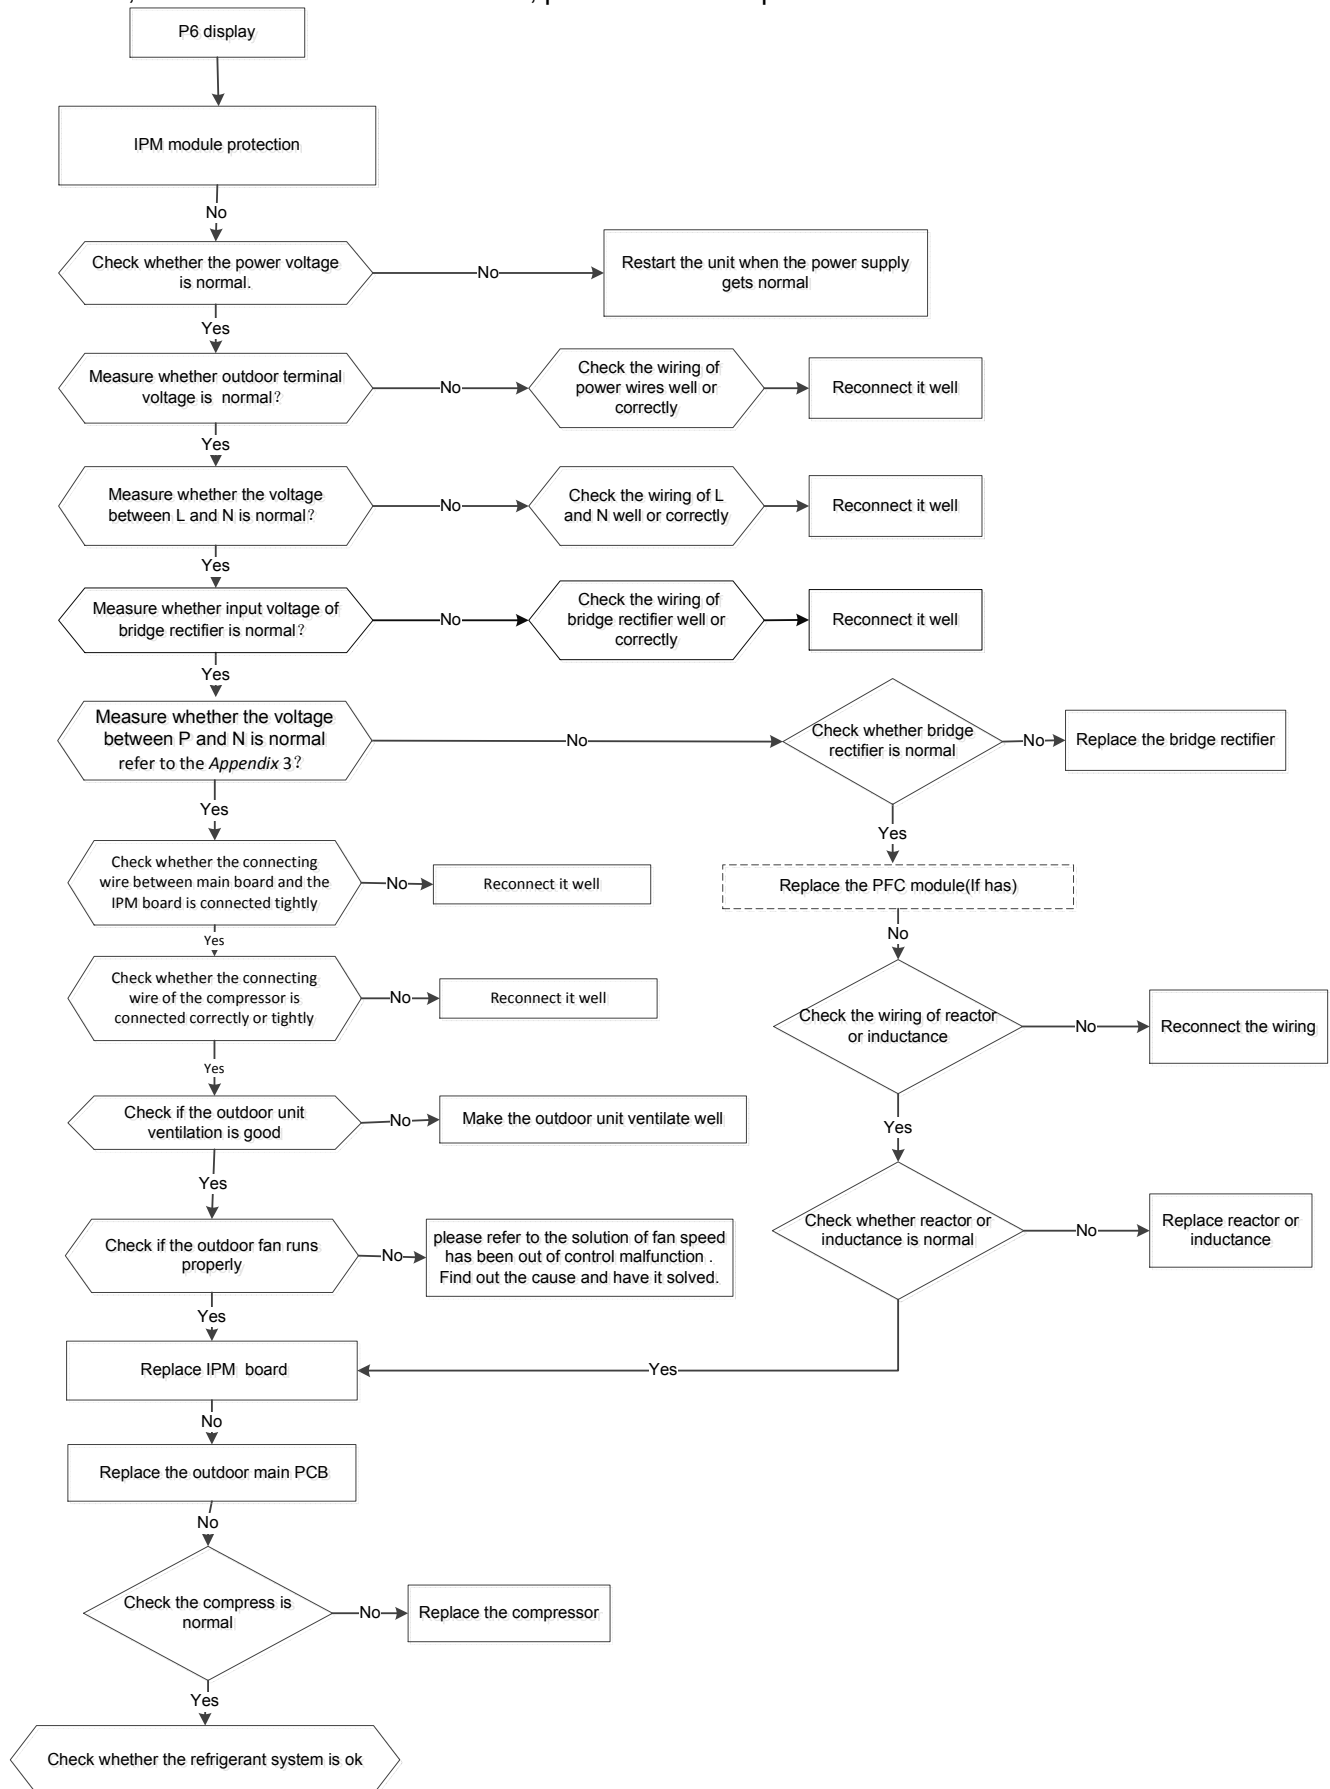 P6 display
IPM module protection
No
Check whether the power voltage
is normal.
No
Restart the unit when the power supply
gets normal
Yes
Measure whether outdoor terminal
voltage is normal?
No
Check the wiring of
power wires well or
correctly
Reconnect it well
Yes
Measure whether the voltage
between L and N is normal?
No
Check the wiring of L
and N well or correctly
Reconnect it well
Yes
Measure whether input voltage of
bridge rectifier is normal?
No
Check the wiring of
bridge rectifier well or
correctly
Reconnect it well
Yes
Measure whether the voltage
between P and N is normal
refer to the Appendix 3?
No
Check whether bridge
rectifier is normal
No
Replace the bridge rectifier
Yes
Yes
Check whether the connecting
wire between main board and the
IPM board is connected tightly
No
Reconnect it well
Replace the PFC module(If has)
Yes
No
Check whether the connecting
wire of the compressor is
connected correctly or tightly
No
Reconnect it well
Check the wiring of reactor
or inductance
No
Reconnect the wiring
Yes
Check if the outdoor unit
ventilation is good
No
Make the outdoor unit ventilate well
Yes
Yes
Check if the outdoor fan runs
properly
No
please refer to the solution of fan speed
has been out of control malfunction .
Find out the cause and have it solved.
Check whether reactor or
inductance is normal
No
Replace reactor or
inductance
Yes
Replace IPM board
Yes
No
Replace the outdoor main PCB
No
Check the compress is
normal
No
Replace the compressor
Yes
Check whether the refrigerant system is ok